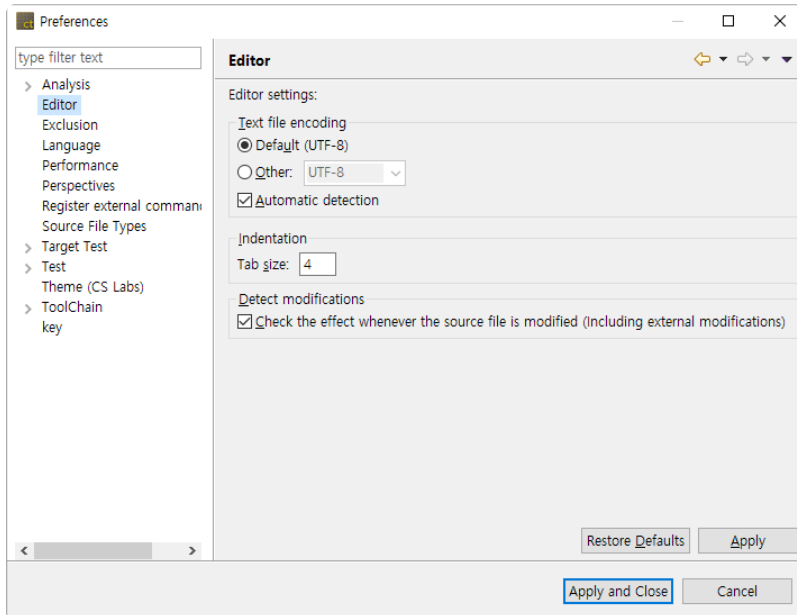 ct Preferences
type filter text
Analysis
Editor
Exclusion
Language
Performance
Perspectives
Register external comman
Source File Types
Target Test
Test
Theme (CS Labs)
ToolChain
key
Editor
Editor settings:
Text file encoding
Default (UTF-8)
Other: UTF-8
Automatic detection
Indentation
Tab size: 4
Detect modifications
Check the effect whenever the source file is modified (Including external modifications)
Restore Defaults Apply
Apply and Close Cancel